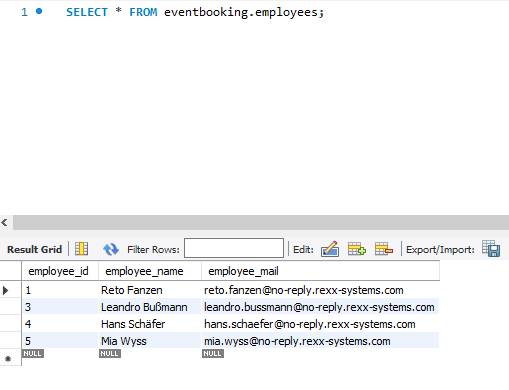 1 SELECT * FROM eventbooking.employees;
Result Grid Filter Rows: Edit: Export/Import:
employee_id employee_name employee_mail
1 Reto Fanzen reto.fanzen@no-reply.rexx-systems.com
3 Leandro Bußmann leandro.bussmann@no-reply.rexx-systems.com
4 Hans Schäfer hans.schaefer@no-reply.rexx-systems.com
5 Mia Wyss mia.wyss@no-reply.rexx-systems.com
NULL NULL NULL